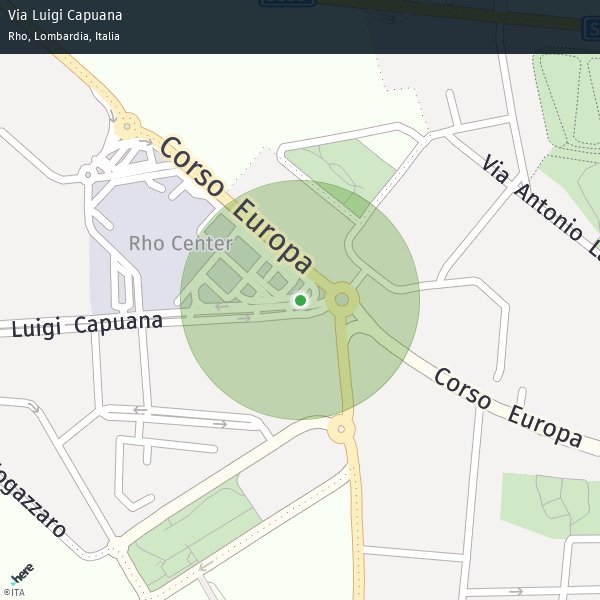 Via Luigi Capuana
Rho, Lombardia, Italia
Corso Europa
Via Antonio
Rho Center
Luigi Capuana
Corso Europa
ogazzaro
here
©ITA